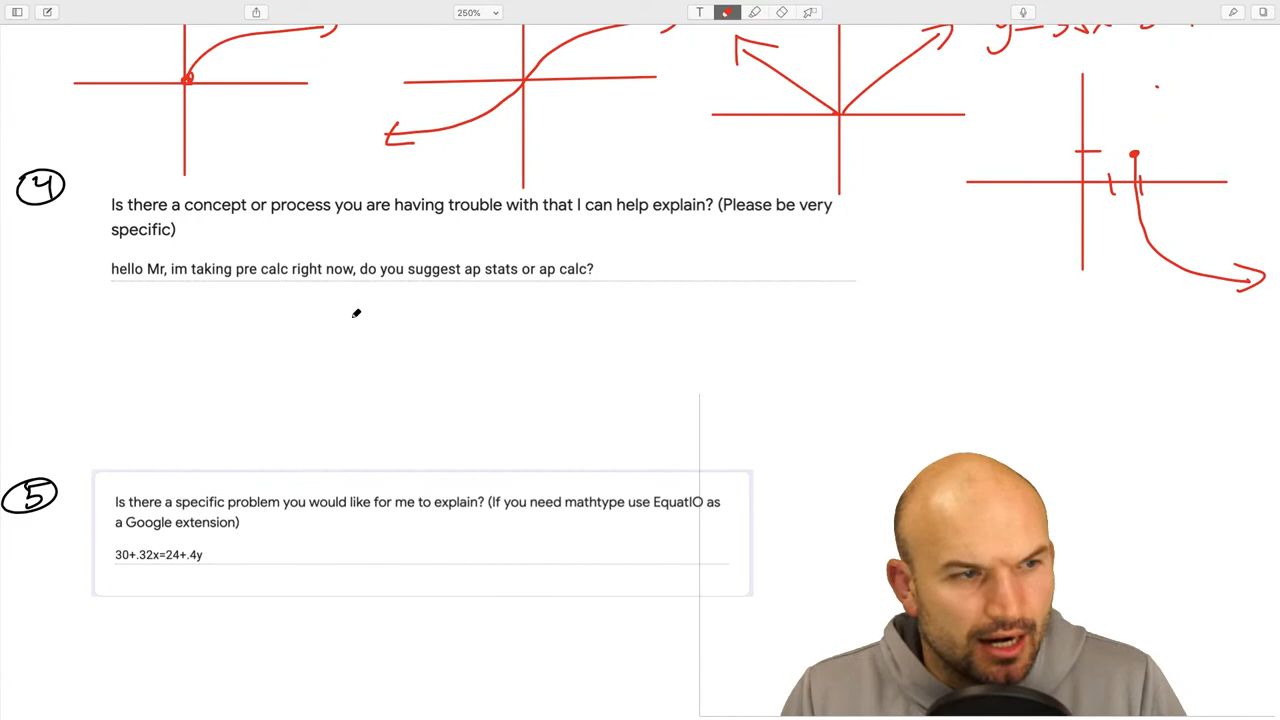 250%
T
4
Is there a concept or process you are having trouble with that I can help explain? (Please be very
specific)
hello Mr, im taking pre calc right now, do you suggest ap stats or ap calc?
5
Is there a specific problem you would like for me to explain? (If you need mathtype use EquatIO as
a Google extension)
30+.32x=24+.4y